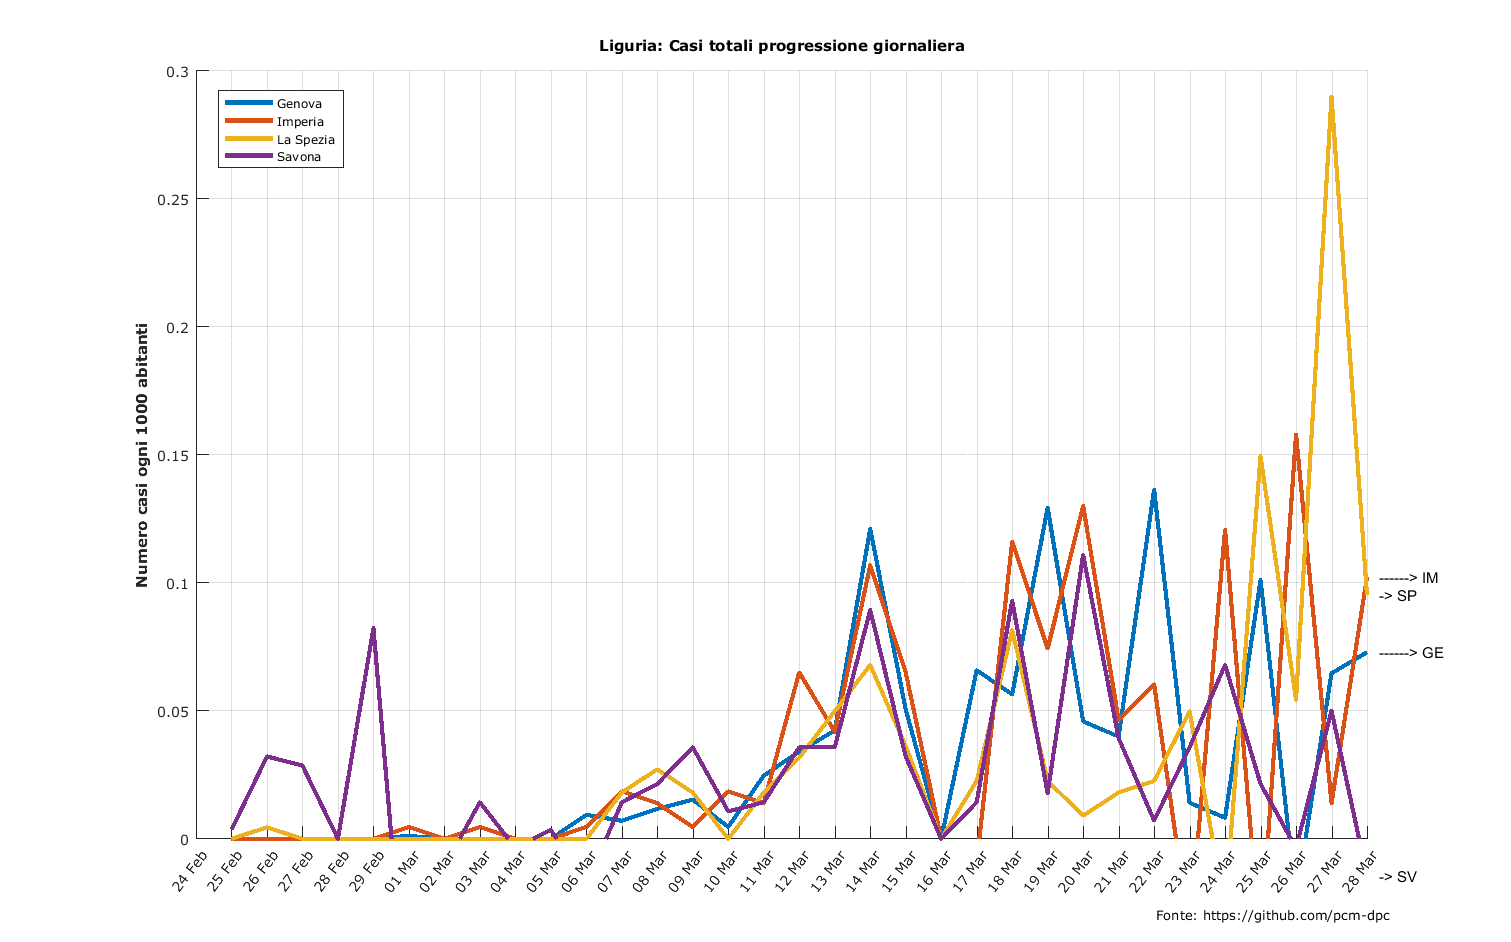 Liguria: Casi totali progressione giornaliera
Numero casi ogni 1000 abitanti
0.3
0.25
0.2
0.15
0.1
0.05
0
Genova
Imperia
La Spezia
Savona
------> IM
-> SP
------> GE
-> SV
24 Feb
25 Feb
26 Feb
27 Feb
28 Feb
29 Feb
01 Mar
02 Mar
03 Mar
04 Mar
05 Mar
06 Mar
07 Mar
08 Mar
09 Mar
10 Mar
11 Mar
12 Mar
13 Mar
14 Mar
15 Mar
16 Mar
17 Mar
18 Mar
19 Mar
20 Mar
21 Mar
22 Mar
23 Mar
24 Mar
25 Mar
26 Mar
27 Mar
28 Mar
Fonte: https://github.com/pcm-dpc